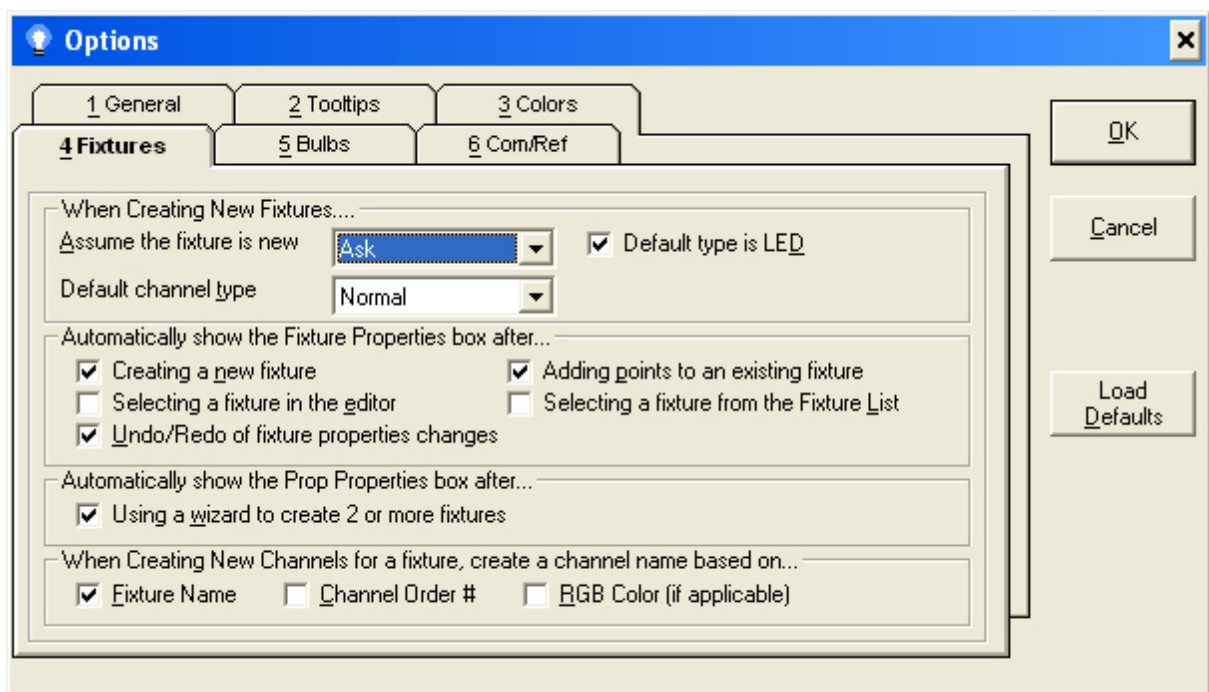 Options
1 General
2 Tooltips
3 Colors
4 Fixtures
5 Bulbs
6 Com/Ref
OK
Cancel
Load
Defaults
When Creating New Fixtures....
Assume the fixture is new
Ask
Default type is LED
Default channel type
Normal
Automatically show the Fixture Properties box after...
Creating a new fixture
Adding points to an existing fixture
Selecting a fixture in the editor
Selecting a fixture from the Fixture List
Undo/Redo of fixture properties changes
Automatically show the Prop Properties box after...
Using a wizard to create 2 or more fixtures
When Creating New Channels for a fixture, create a channel name based on...
Fixture Name
Channel Order #
RGB Color (if applicable)